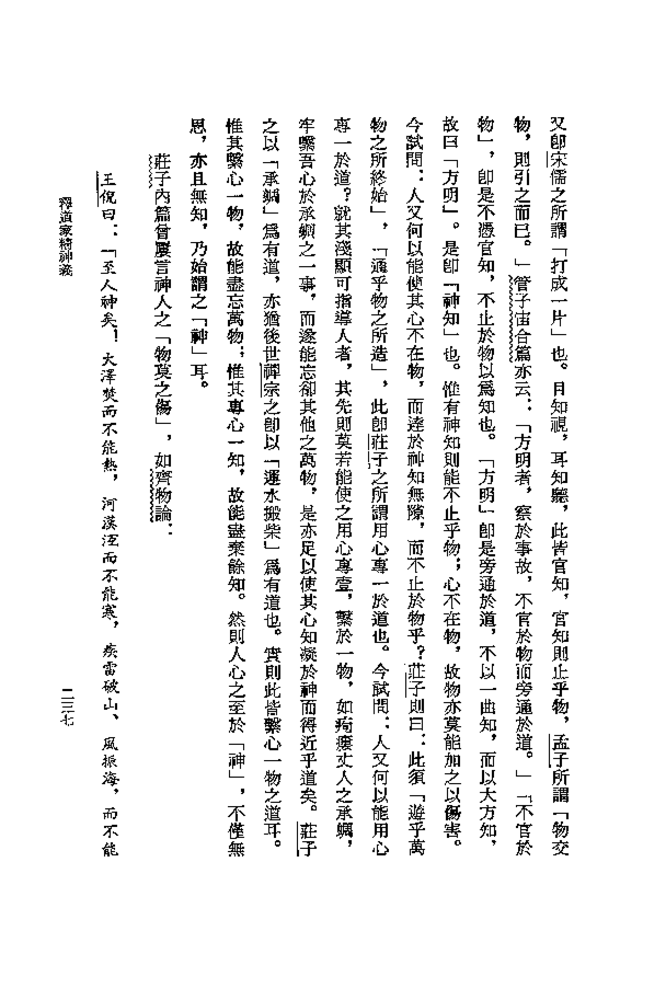 又卽宋儒之所謂「打成一片」也。目知視，耳知聽，此皆官知，官知則止乎物，孟子所謂「物交
物，則引之而已。」管子宙合篇亦云：「方明者，察於事故，不官於物而旁通於道。」「不官於
物」，卽是不憑官知，不止於物以爲知也。「方明」卽是旁通於道，不以一曲知，而以大方知，
故曰「方明」。是卽「神知」也。惟有神知則能不止乎物；心不在物，故物亦莫能加之以傷害。
今試問：人又何以能使其心不在物，而達於神知無隙，而不止於物乎？莊子則曰：此須「遊乎萬
物之所終始」，「通乎物之所造」，此卽莊子之所謂用心專一於道也。今試問：人又何以能用心
專一於道？就其淺顯可指導人者，其先則莫若能使之用心專壹，繫於一物，如痀瘻丈人之承蜩，
牢繫吾心於承蜩之一事，而遂能忘卻其他之萬物，是亦足以使其心知凝於神而得近乎道矣。莊子
之以「承蜩」爲有道，亦猶後世禪宗之卽以「運水搬柴」爲有道也。實則此皆繫心一物之道耳。
惟其繫心一物，故能盡忘萬物；惟其專心一知，故能盡棄餘知。然則人心之至於「神」，不僅無
思，亦且無知，乃始謂之「神」耳。
莊子內篇曾屢言神人之「物莫之傷」，如齊物論：
王倪曰：「至人神矣！大澤焚而不能熱，河漢沍而不能寒，疾雷破山、風振海，而不能
釋道家精神義
二三七